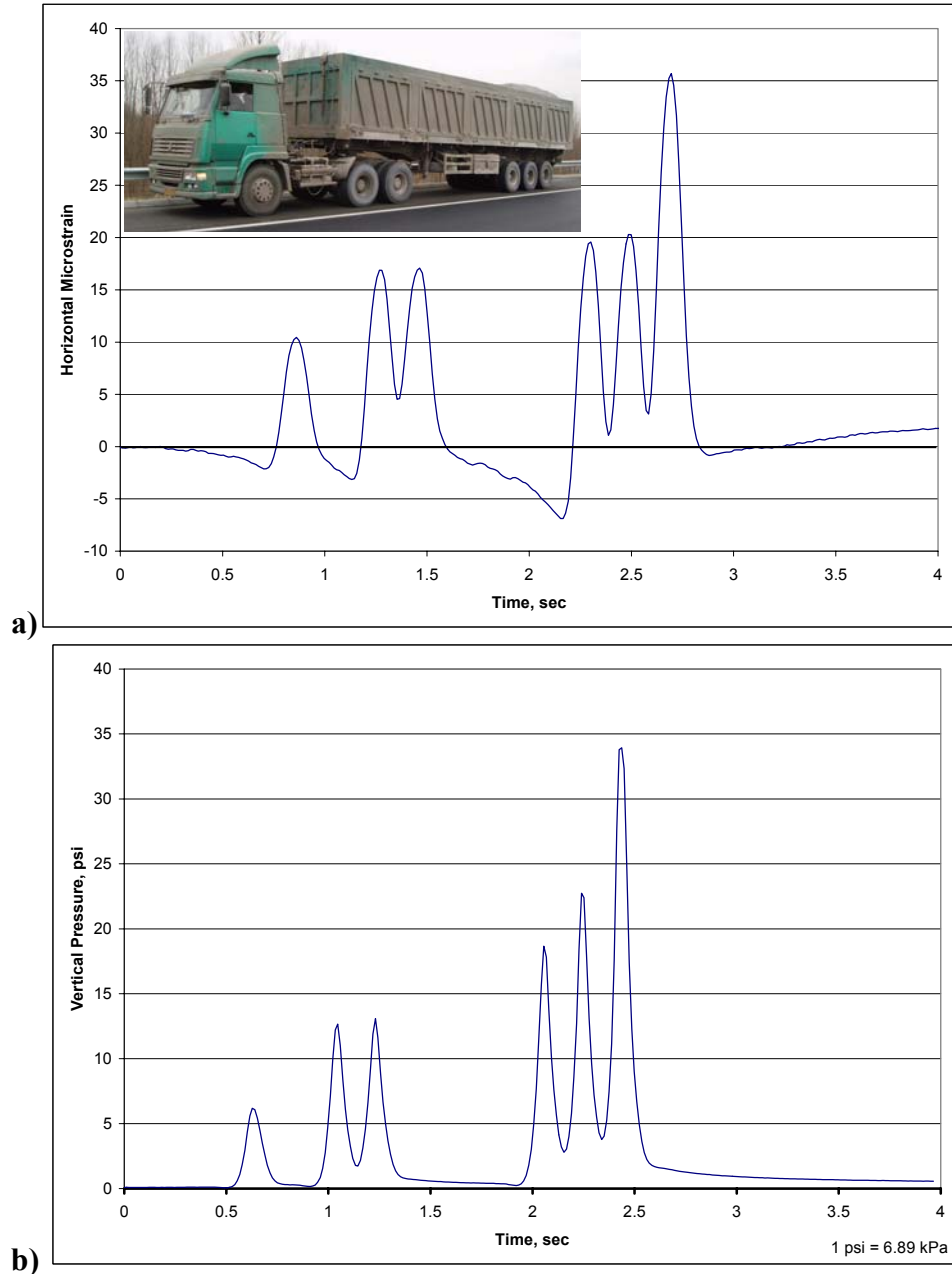 40
35
30
25
20
15
10
5
0
-5
-10
Horizontal Microstrain
0 0.5 1 1.5 2 2.5 3 3.5 4
Time, sec
a)
40
35
30
25
20
15
10
5
0
Vertical Pressure, psi
0 0.5 1 1.5 2 2.5 3 3.5 4
Time, sec
1 psi = 6.89 kPa
b)